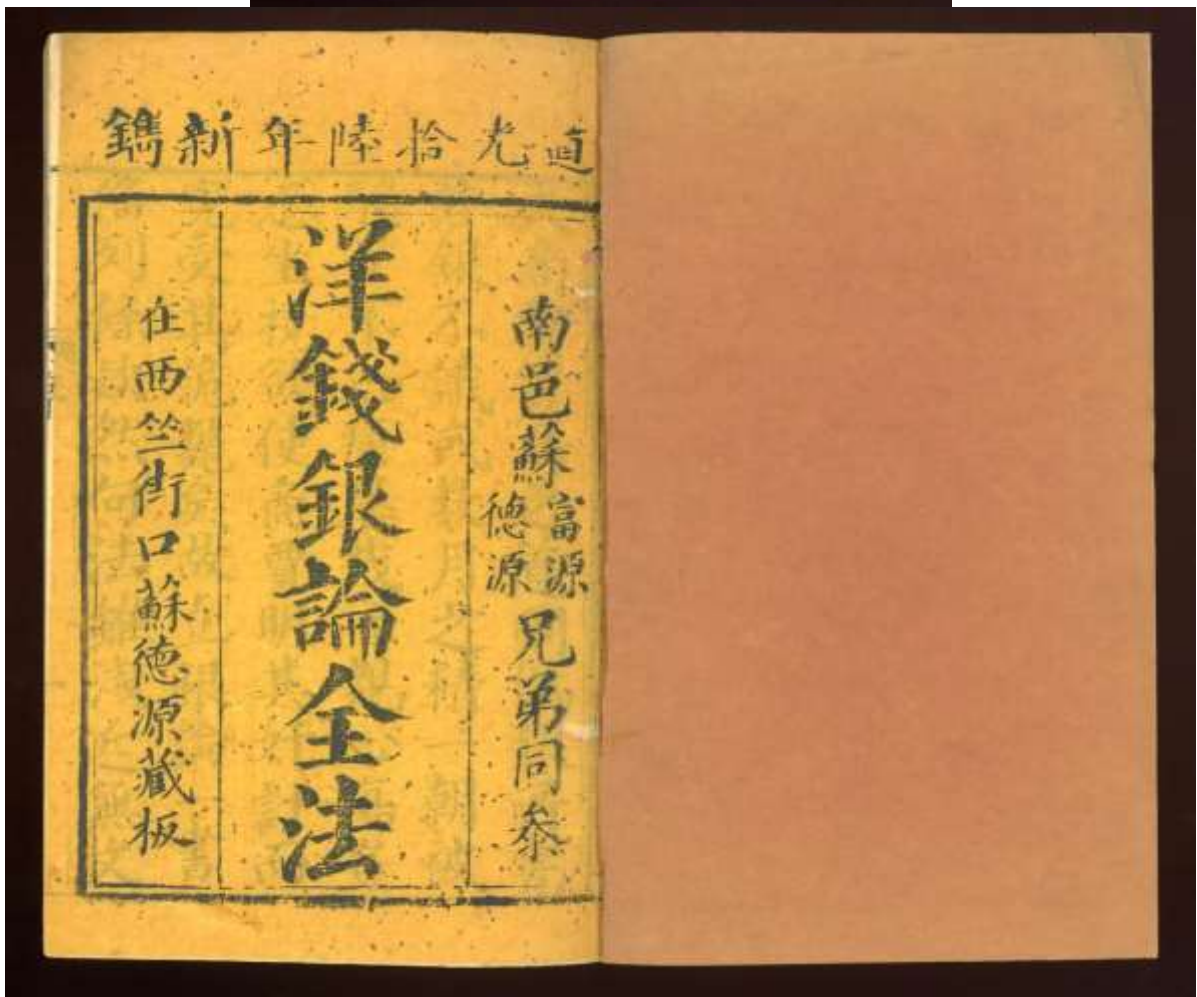 道光拾陸年新鐫
南邑蘇富源德源兄弟同叅
洋錢銀論全法
在西竺街口蘇德源藏板